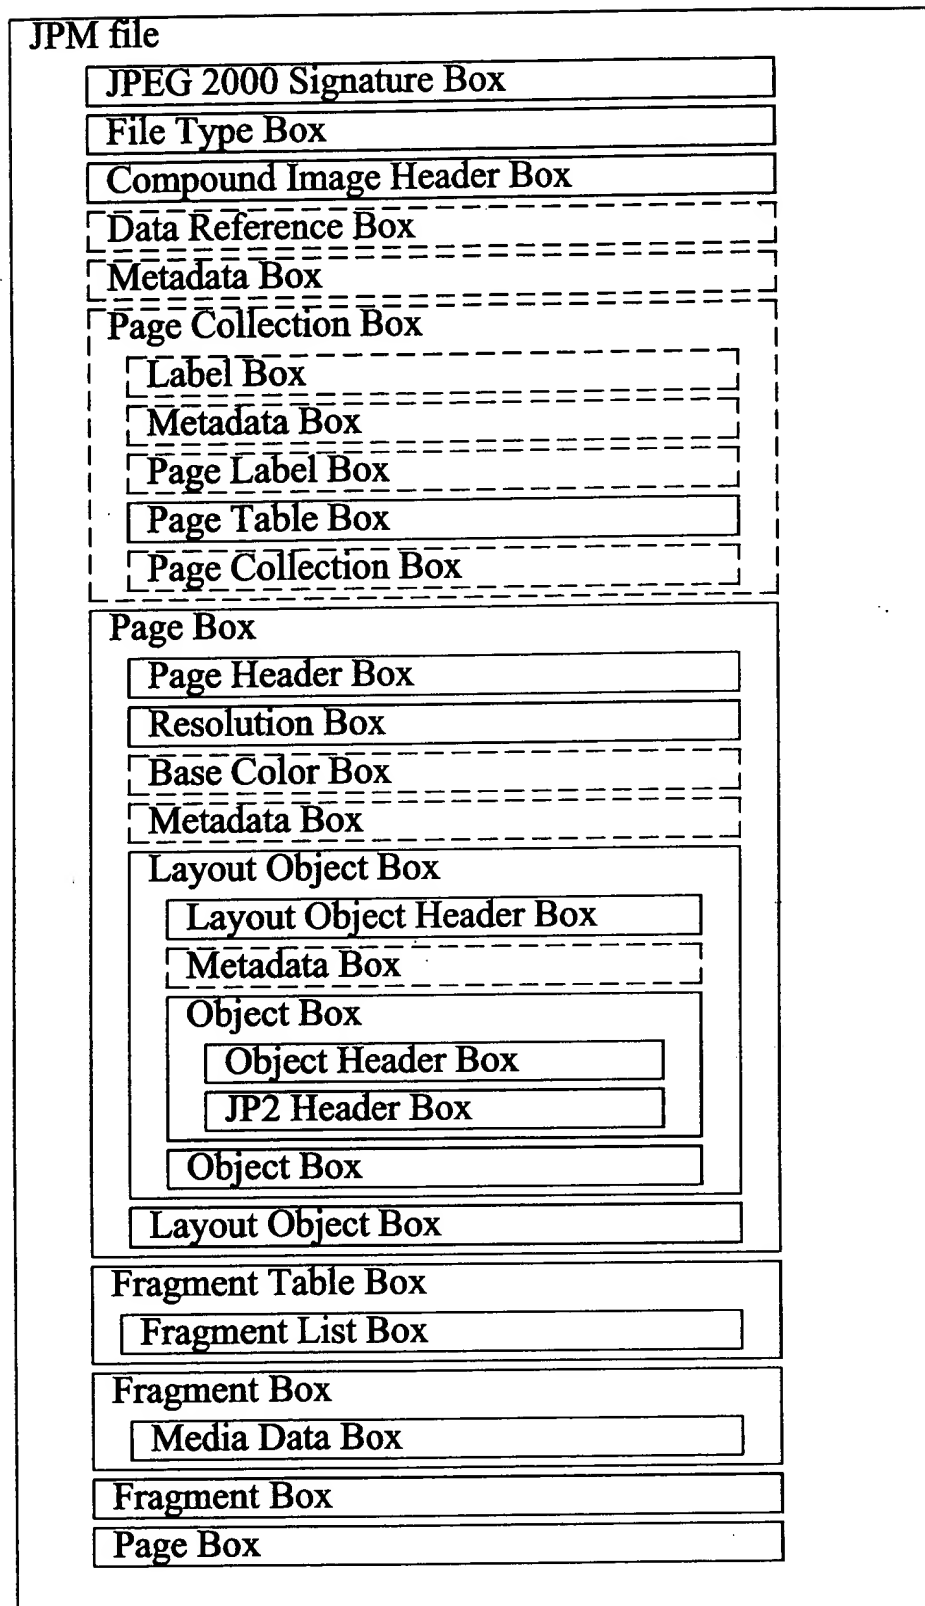 JPM file
JPEG 2000 Signature Box
File Type Box
Compound Image Header Box
Data Reference Box
Metadata Box
Page Collection Box
Label Box
Metadata Box
Page Label Box
Page Table Box
Page Collection Box
Page Box
Page Header Box
Resolution Box
Base Color Box
Metadata Box
Layout Object Box
Layout Object Header Box
Metadata Box
Object Box
Object Header Box
JP2 Header Box
Object Box
Layout Object Box
Fragment Table Box
Fragment List Box
Fragment Box
Media Data Box
Fragment Box
Page Box